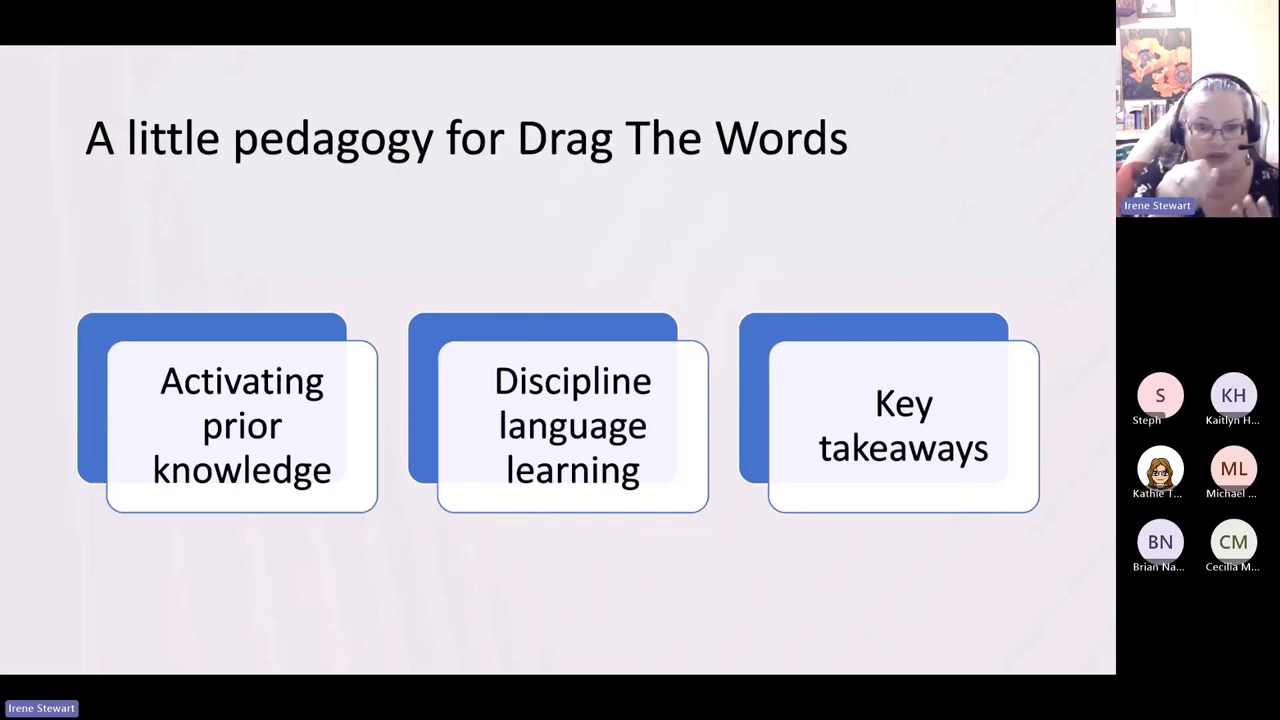 A little pedagogy for Drag The Words
Activating
prior
knowledge
Discipline
language
learning
Key
takeaways
Irene Stewart
S
KH
Steph
Kaitlyn H...
ML
Kathie T...
Michael ...
BN
CM
Brian Na...
Cecilia M...
Irene Stewart